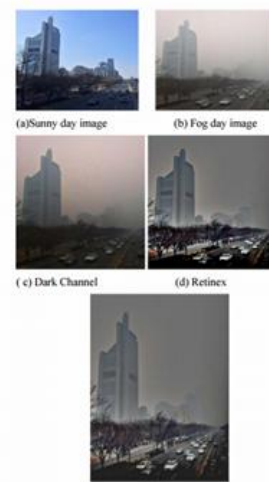 (a)Sunny day image
(b) Fog day image
( c) Dark Channel
(d) Retinex